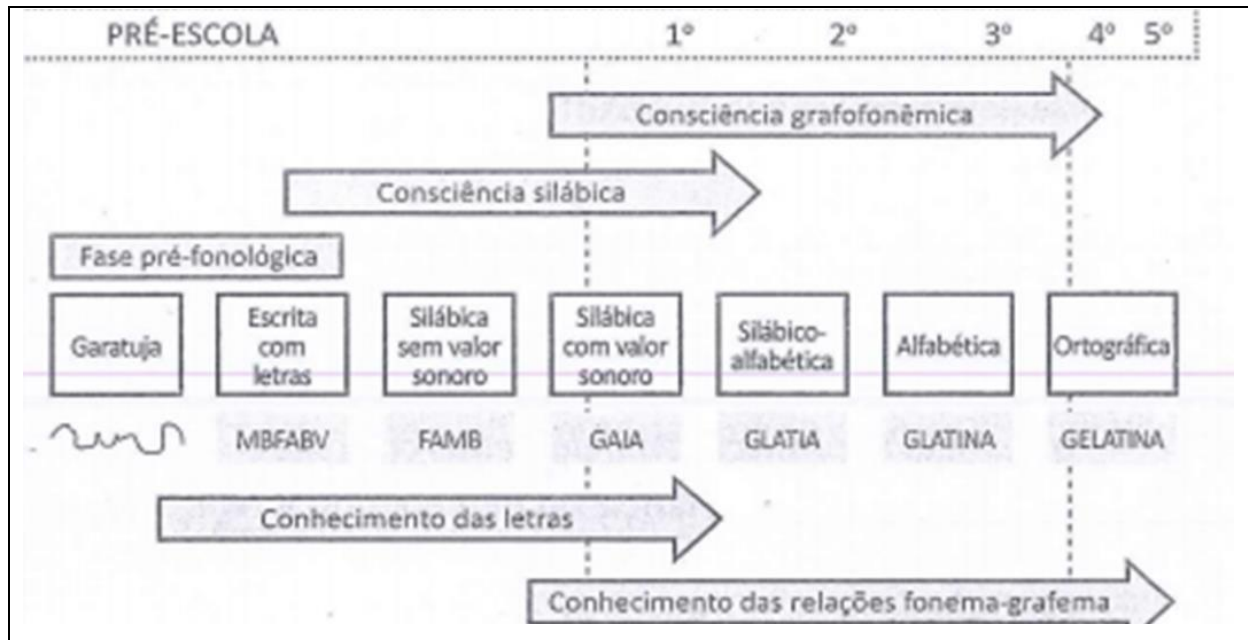 PRÉ-ESCOLA 1º 2º 3º 4º 5º
Consciência grafofonêmica
Consciência silábica
Fase pré-fonológica
Garatuja
Escrita
com
letras
Silábica
sem valor
sonoro
Silábica
com valor
sonoro
Silábico-
alfabética
Alfabética
Ortográfica
MBFABV FAMB GAIA GLATIA GLATINA GELATINA
Conhecimento das letras
Conhecimento das relações fonema-grafema